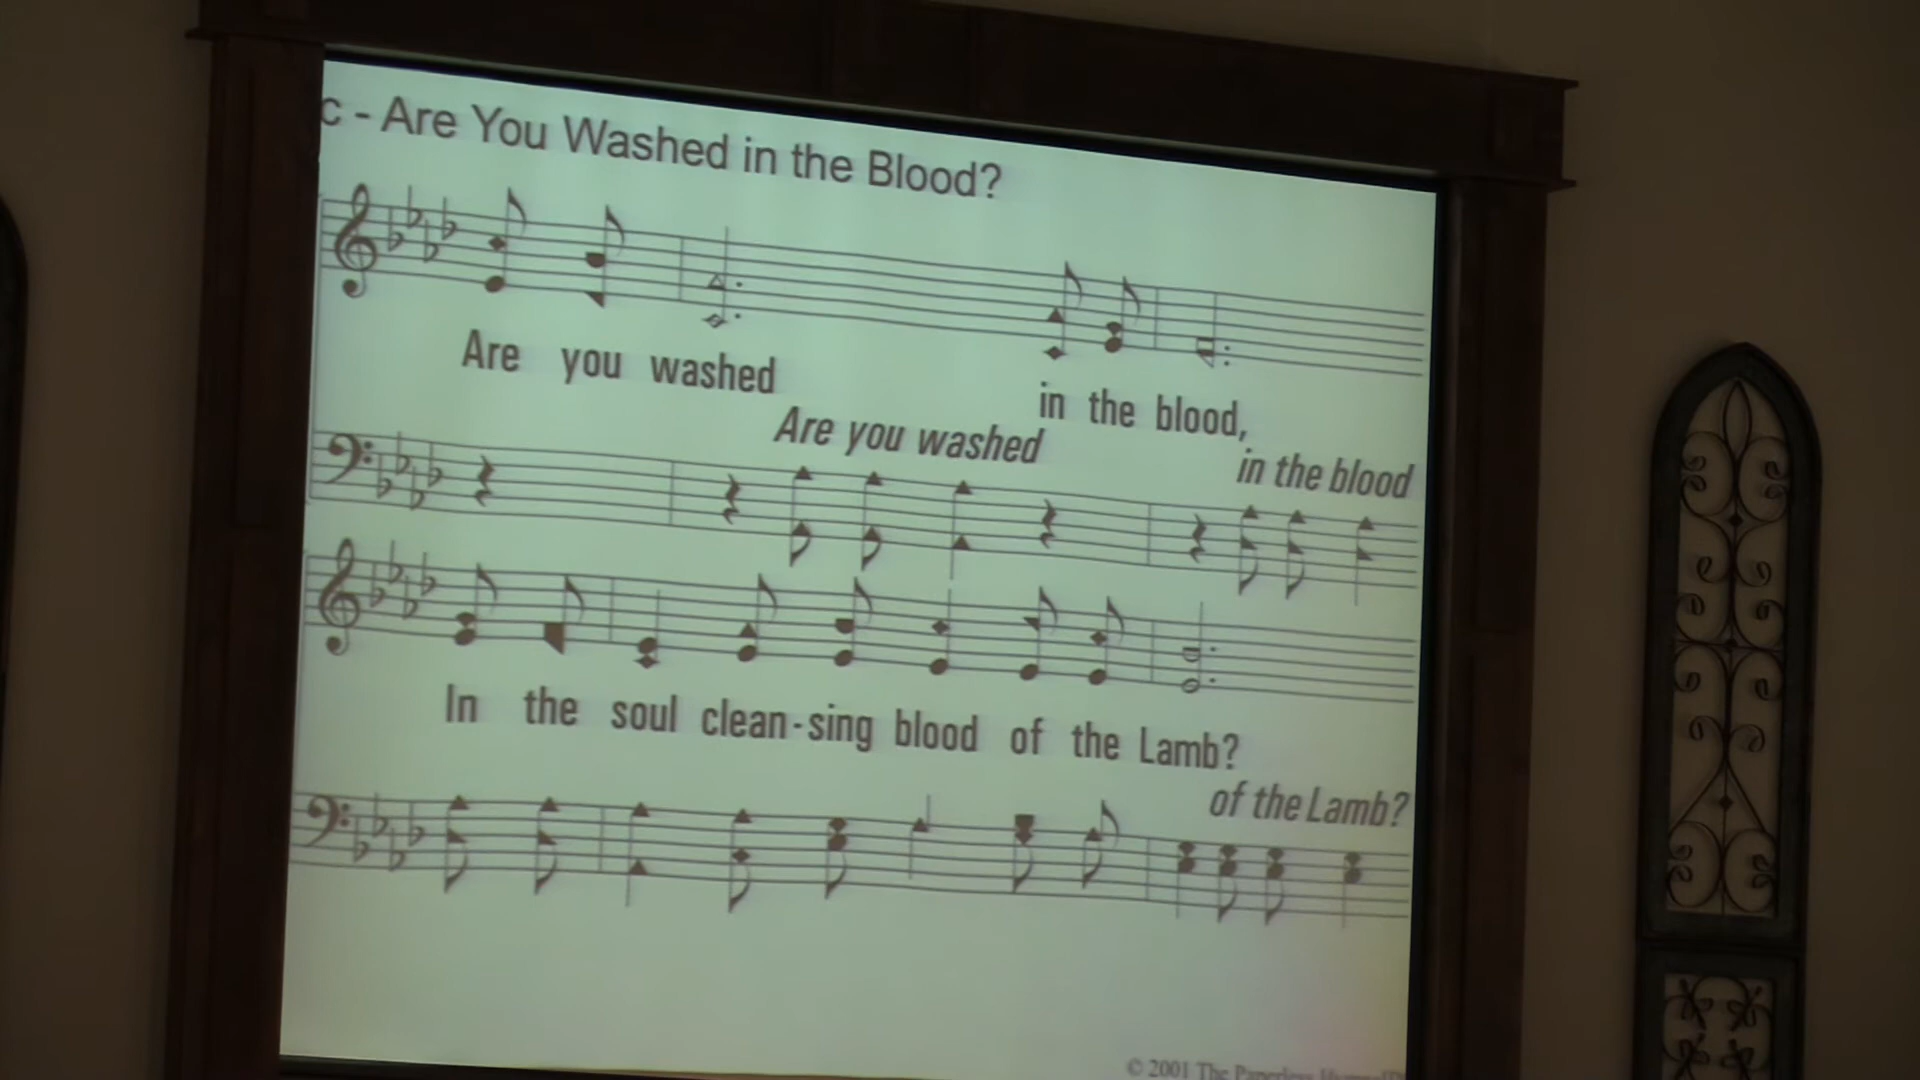 c - Are You Washed in the Blood?
Are you washed in the blood,
Are you washed in the blood
In the soul clean-sing blood of the Lamb?
of the Lamb?
© 2001 The Paperless